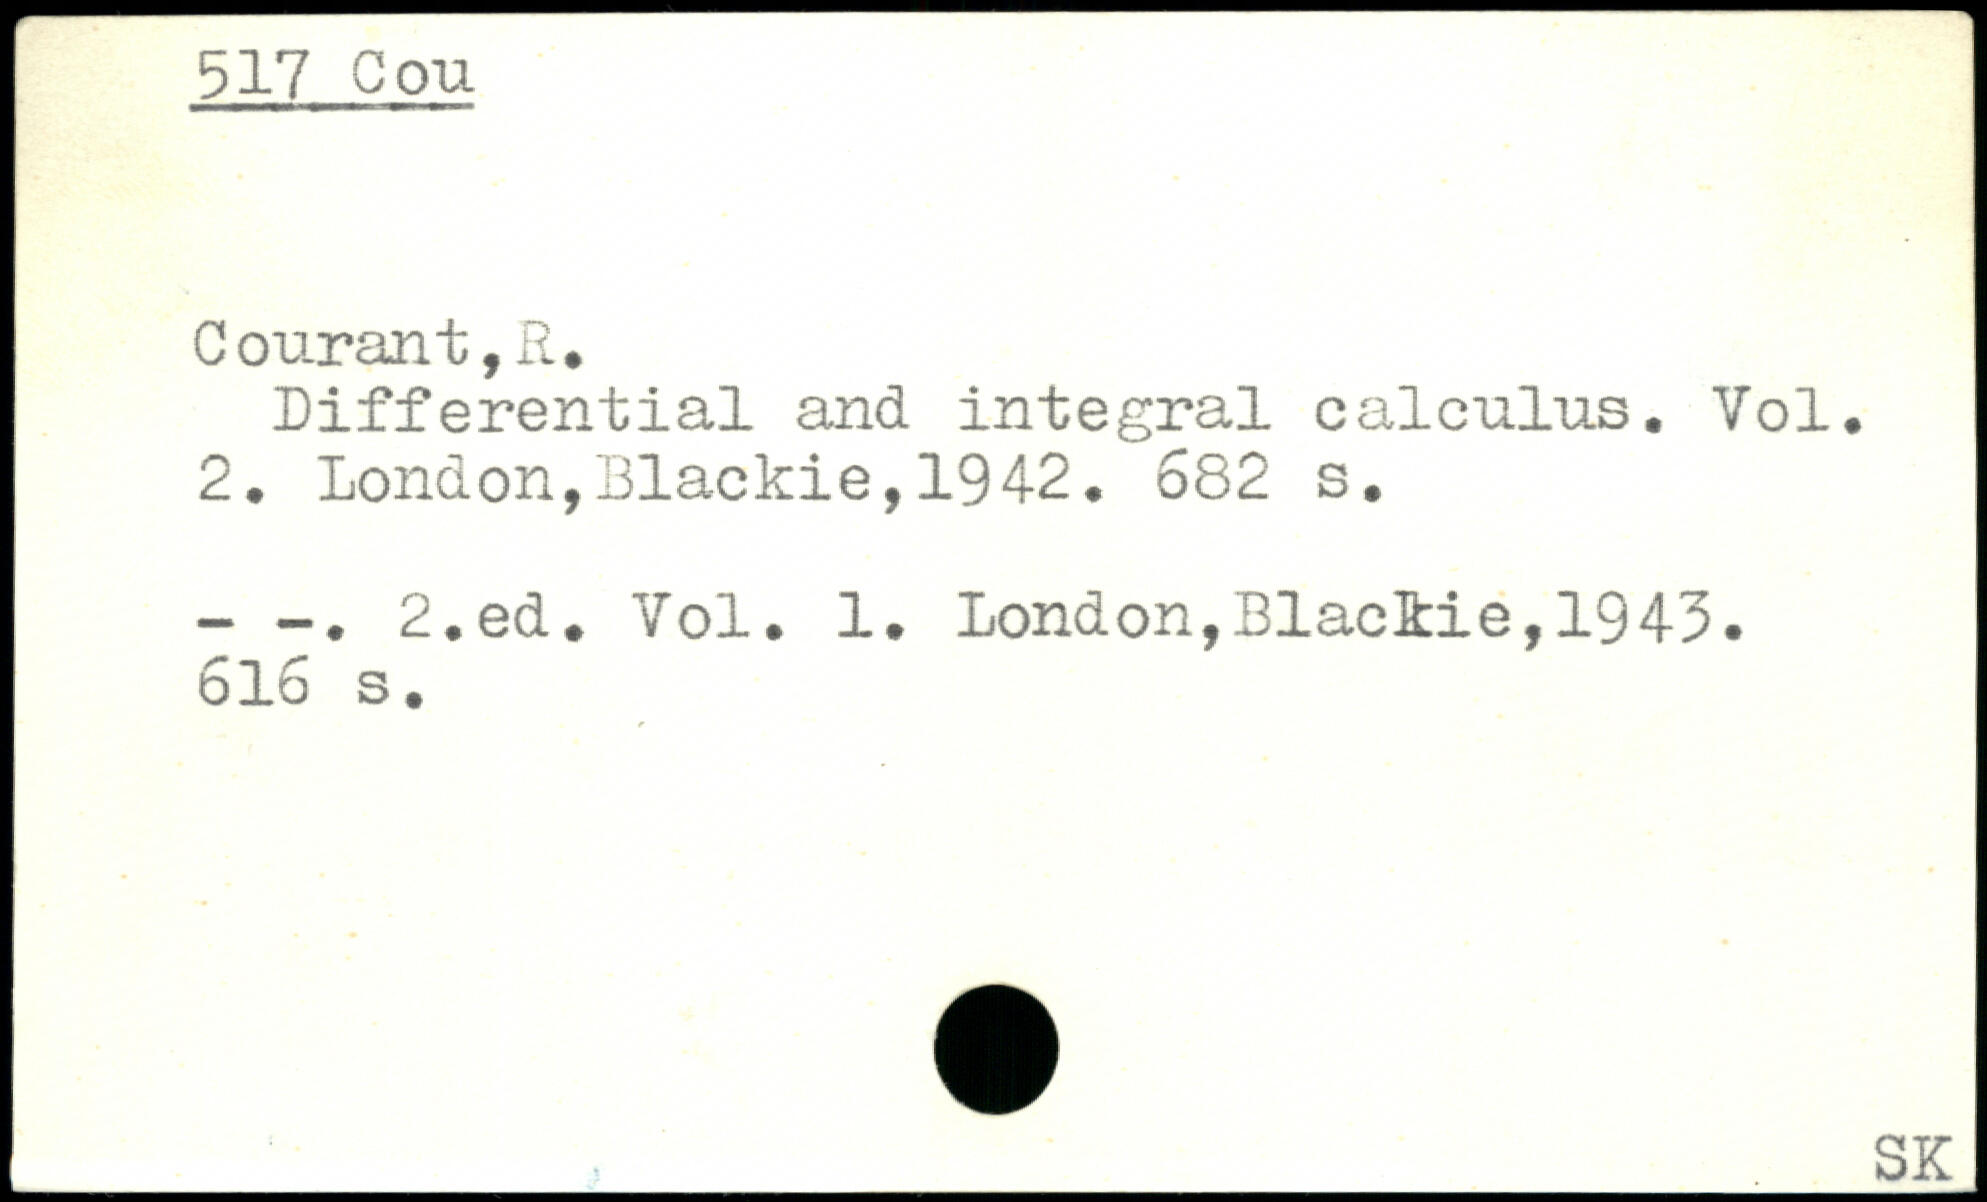 517 Cou
Courant,R.
Differential and integral calculus. Vol.
2. London,Blackie,1942. 682 s.
- -. 2.ed. Vol. 1. London,Blackie,1943.
616 s.
SK